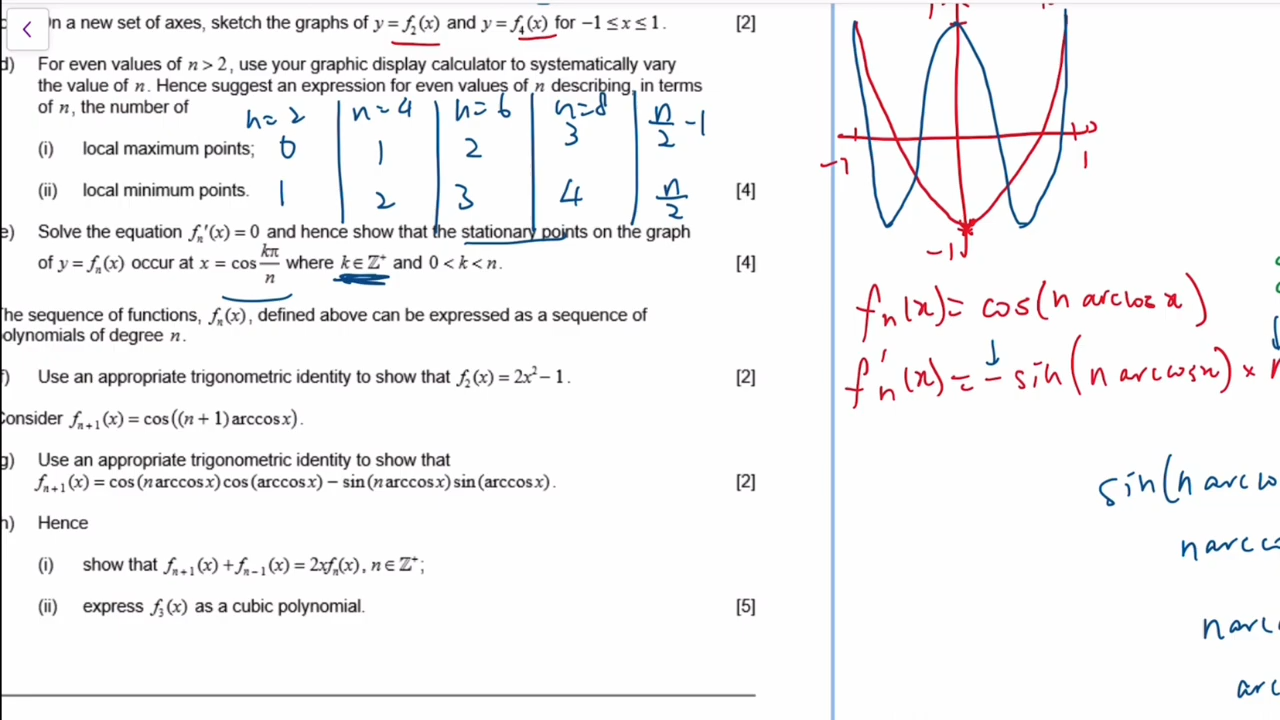 n a new set of axes, sketch the graphs of y = f₂(x) and y = f₄(x) for −1 ≤ x ≤ 1. [2]
d) For even values of n > 2, use your graphic display calculator to systematically vary
the value of n. Hence suggest an expression for even values of n describing, in terms
of n, the number of
n = 2 n = 4 n = 6 n = 8 n/2 − 1
(i) local maximum points; 0 1 2 3
(ii) local minimum points. 1 2 3 4 n/2 [4]
e) Solve the equation fₙ′(x) = 0 and hence show that the stationary points on the graph
of y = fₙ(x) occur at x = cos kπ/n where k ∈ ℤ⁺ and 0 < k < n. [4]
he sequence of functions, fₙ(x), defined above can be expressed as a sequence of
olynomials of degree n.
f) Use an appropriate trigonometric identity to show that f₂(x) = 2x² − 1. [2]
Consider fₙ₊₁(x) = cos((n + 1) arccos x).
g) Use an appropriate trigonometric identity to show that
fₙ₊₁(x) = cos(n arccos x) cos(arccos x) − sin(n arccos x) sin(arccos x). [2]
h) Hence
(i) show that fₙ₊₁(x) + fₙ₋₁(x) = 2xfₙ(x), n ∈ ℤ⁺;
(ii) express f₃(x) as a cubic polynomial. [5]
−1
1
−1
fₙ(x) = cos(n arccos x)
fₙ′(x) = − sin(n arccos x) ×
sin(n arcco
n arcc
n arc
arc